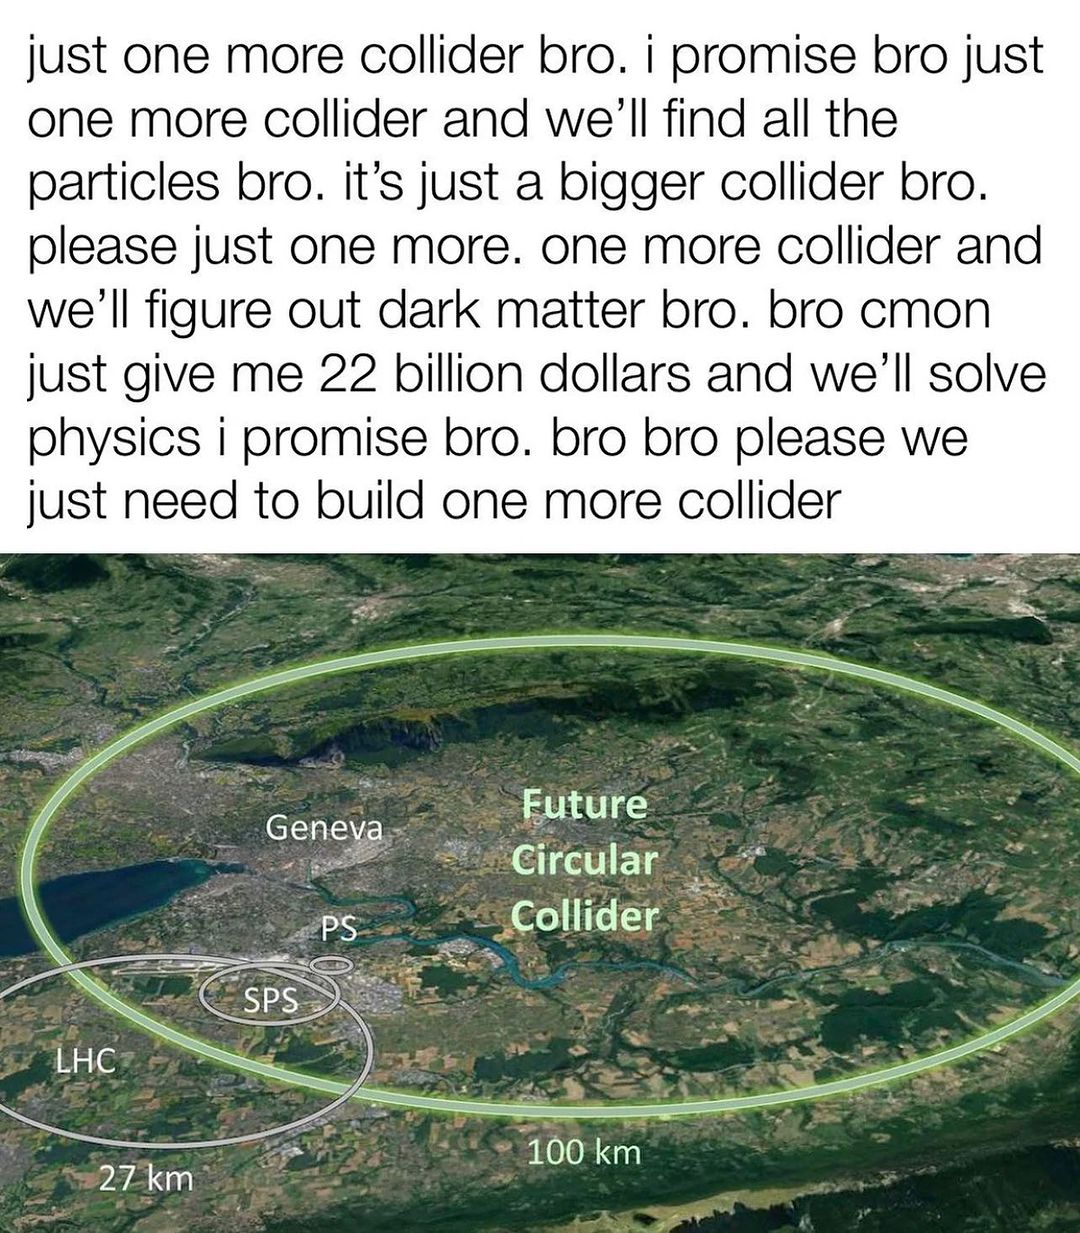 just one more collider bro. i promise bro just
one more collider and we’ll find all the
particles bro. it’s just a bigger collider bro.
please just one more. one more collider and
we’ll figure out dark matter bro. bro cmon
just give me 22 billion dollars and we’ll solve
physics i promise bro. bro bro please we
just need to build one more collider
Future
Circular
Collider
Geneva
PS
SPS
LHC
100 km
27 km